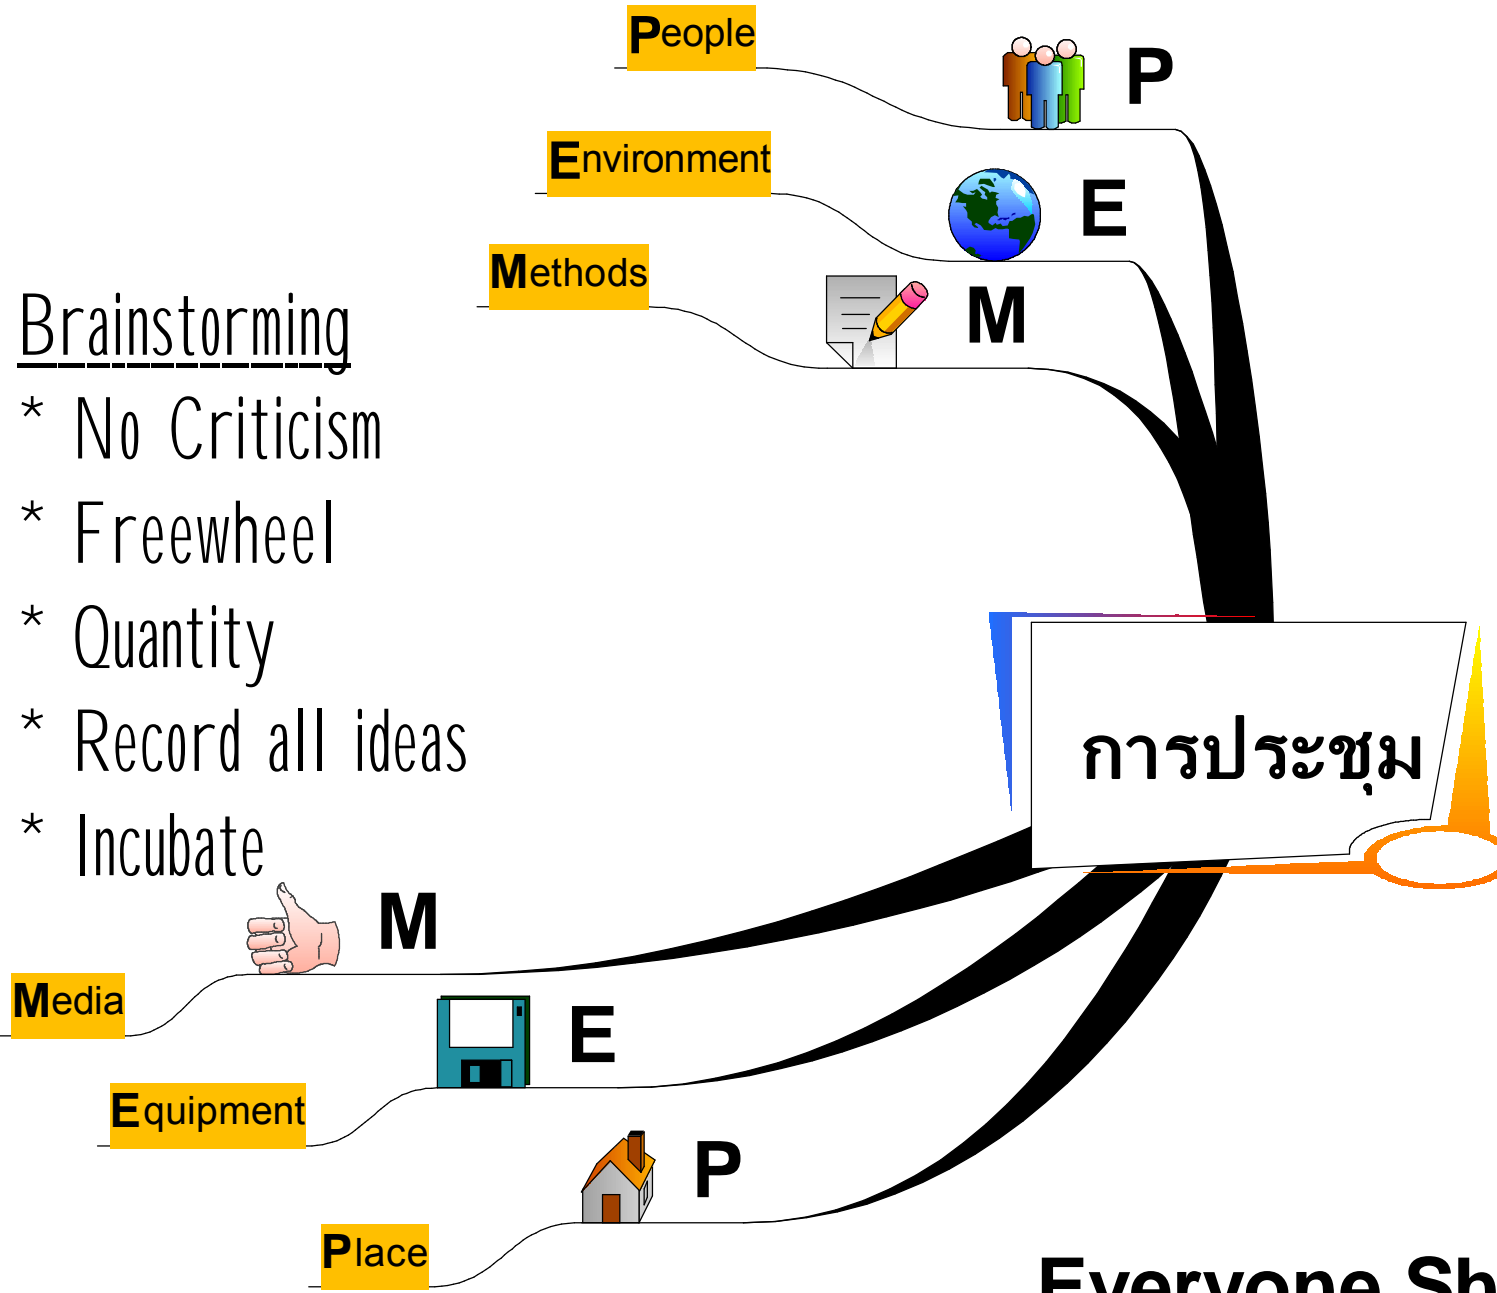 People
P
Environment
E
Methods
M
Brainstorming
* No Criticism
* Freewheel
* Quantity
* Record all ideas
* Incubate
การประชุม
M
Media
E
Equipment
P
Place
Everyone